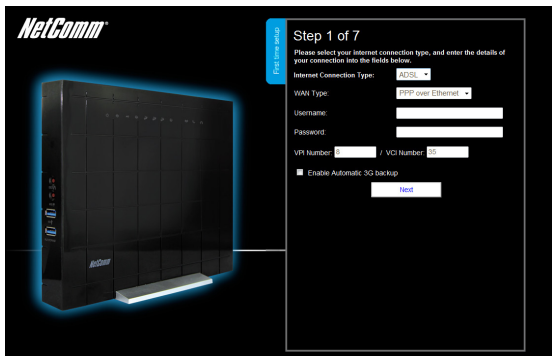 NetComm
First time setup
Step 1 of 7
Please select your internet connection type, and enter the details of
your connection into the fields below.
Internet Connection Type: ADSL
WAN Type: PPP over Ethernet
Username:
Password:
VPI Number: 8 / VCI Number: 35
Enable Automatic 3G backup
Next
NetComm